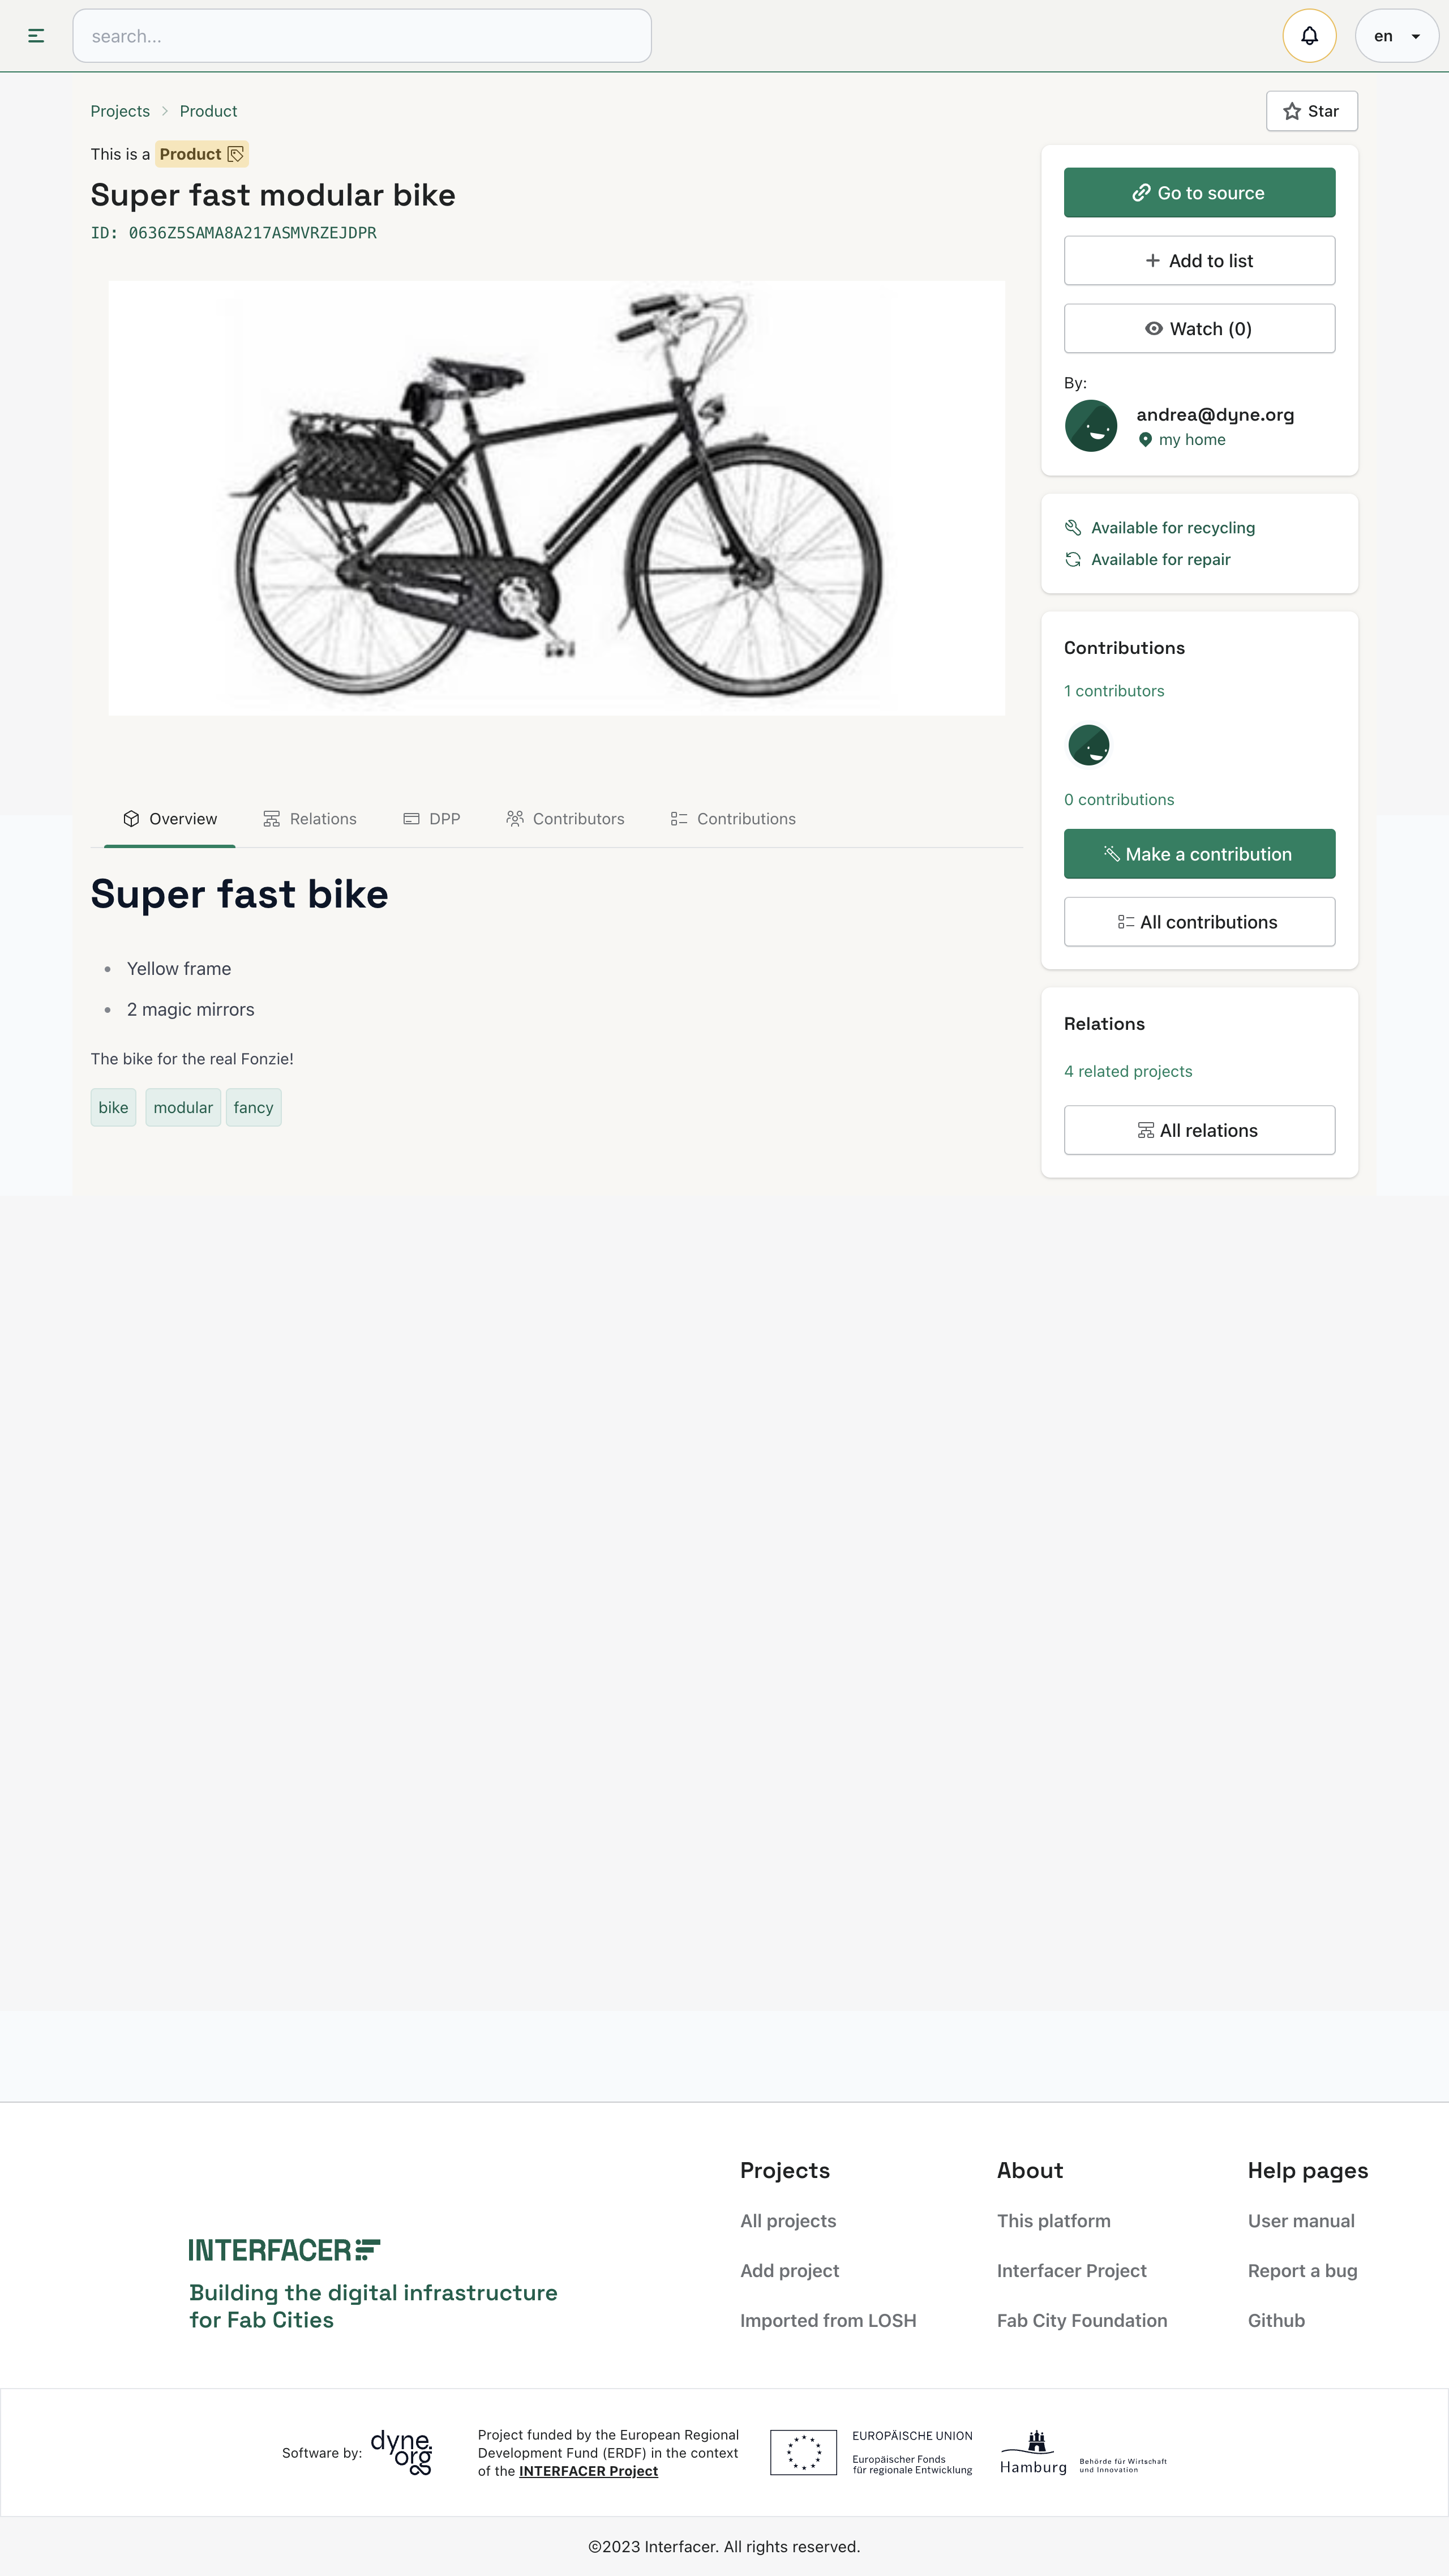 search...
en
Projects > Product
Star
This is a Product
Super fast modular bike
ID: 0636Z5SAMA8A217ASMVRZEJDPR
Go to source
Add to list
Watch (0)
By:
andrea@dyne.org
my home
Available for recycling
Available for repair
Contributions
1 contributors
0 contributions
Make a contribution
All contributions
Relations
4 related projects
All relations
Overview
Relations
DPP
Contributors
Contributions
Super fast bike
• Yellow frame
• 2 magic mirrors
The bike for the real Fonzie!
bike
modular
fancy
INTERFACER
Building the digital infrastructure
for Fab Cities
Projects
All projects
Add project
Imported from LOSH
About
This platform
Interfacer Project
Fab City Foundation
Help pages
User manual
Report a bug
Github
Software by:
dyne.
org
Project funded by the European Regional
Development Fund (ERDF) in the context
of the INTERFACER Project
EUROPÄISCHE UNION
Europäischer Fonds
für regionale Entwicklung
Hamburg
Behörde für Wirtschaft
und Innovation
©2023 Interfacer. All rights reserved.